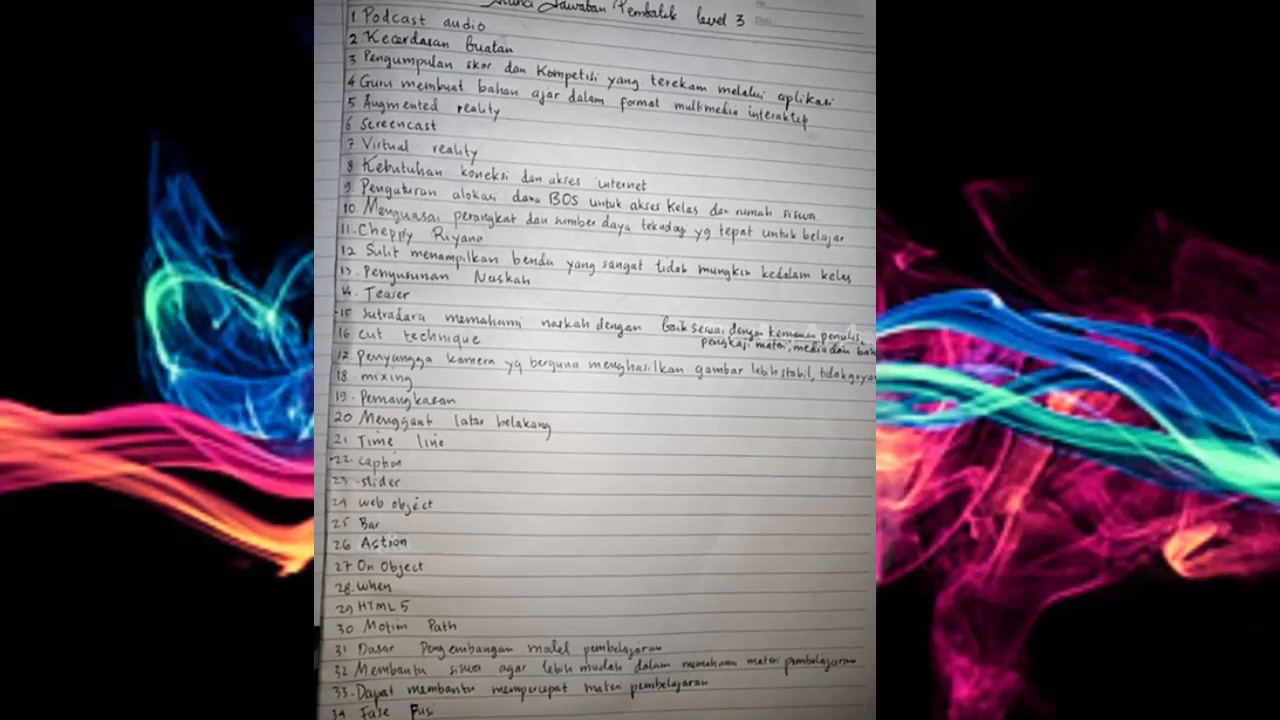 Kunci Jawaban Pembatik level 3
1. Podcast audio
2 Kecerdasan buatan
3 Pengumpulan skor dan kompetisi yang terekam melalui aplikasi
4 Guru membuat bahan ajar dalam format multimedia interaktif
5 Augmented reality
6 Screencast
7 Virtual reality
8 Kebutuhan koneksi dan akses internet
9. Pengaturan alokasi dana BOS untuk akses kelas dan rumah siswa
10. Menguasai perangkat dan sumber daya teknologi yg tepat untuk belajar
11. Cheppy Riyana
12 Sulit menampilkan benda yang sangat tidak mungkin kedalam kelas
13. Penyusunan Naskah
14. Teaser
15 Sutradara memahami naskah dengan baik sesuai dengan kemauan penulis,
pengkaji materi, media dan bah
16 Cut technique
17 Penyangga kamera yg berguna menghasilkan gambar lebih stabil, tidak goyan
18. mixing
19. Pemangkasan
20 Mengganti latar belakang
21 Time line
22. caption
23. slider
24 web object
25 Bar
26 Action
27 On Object
28. When
29 HTML 5
30 Motion Path
31 Dasar Pengembangan model pembelajaran
32 Membantu siswa agar lebih mudah dalam memahami materi pembelajaran
33. Dapat membantu mempercepat materi pembelajaran
34 Fase Fusi